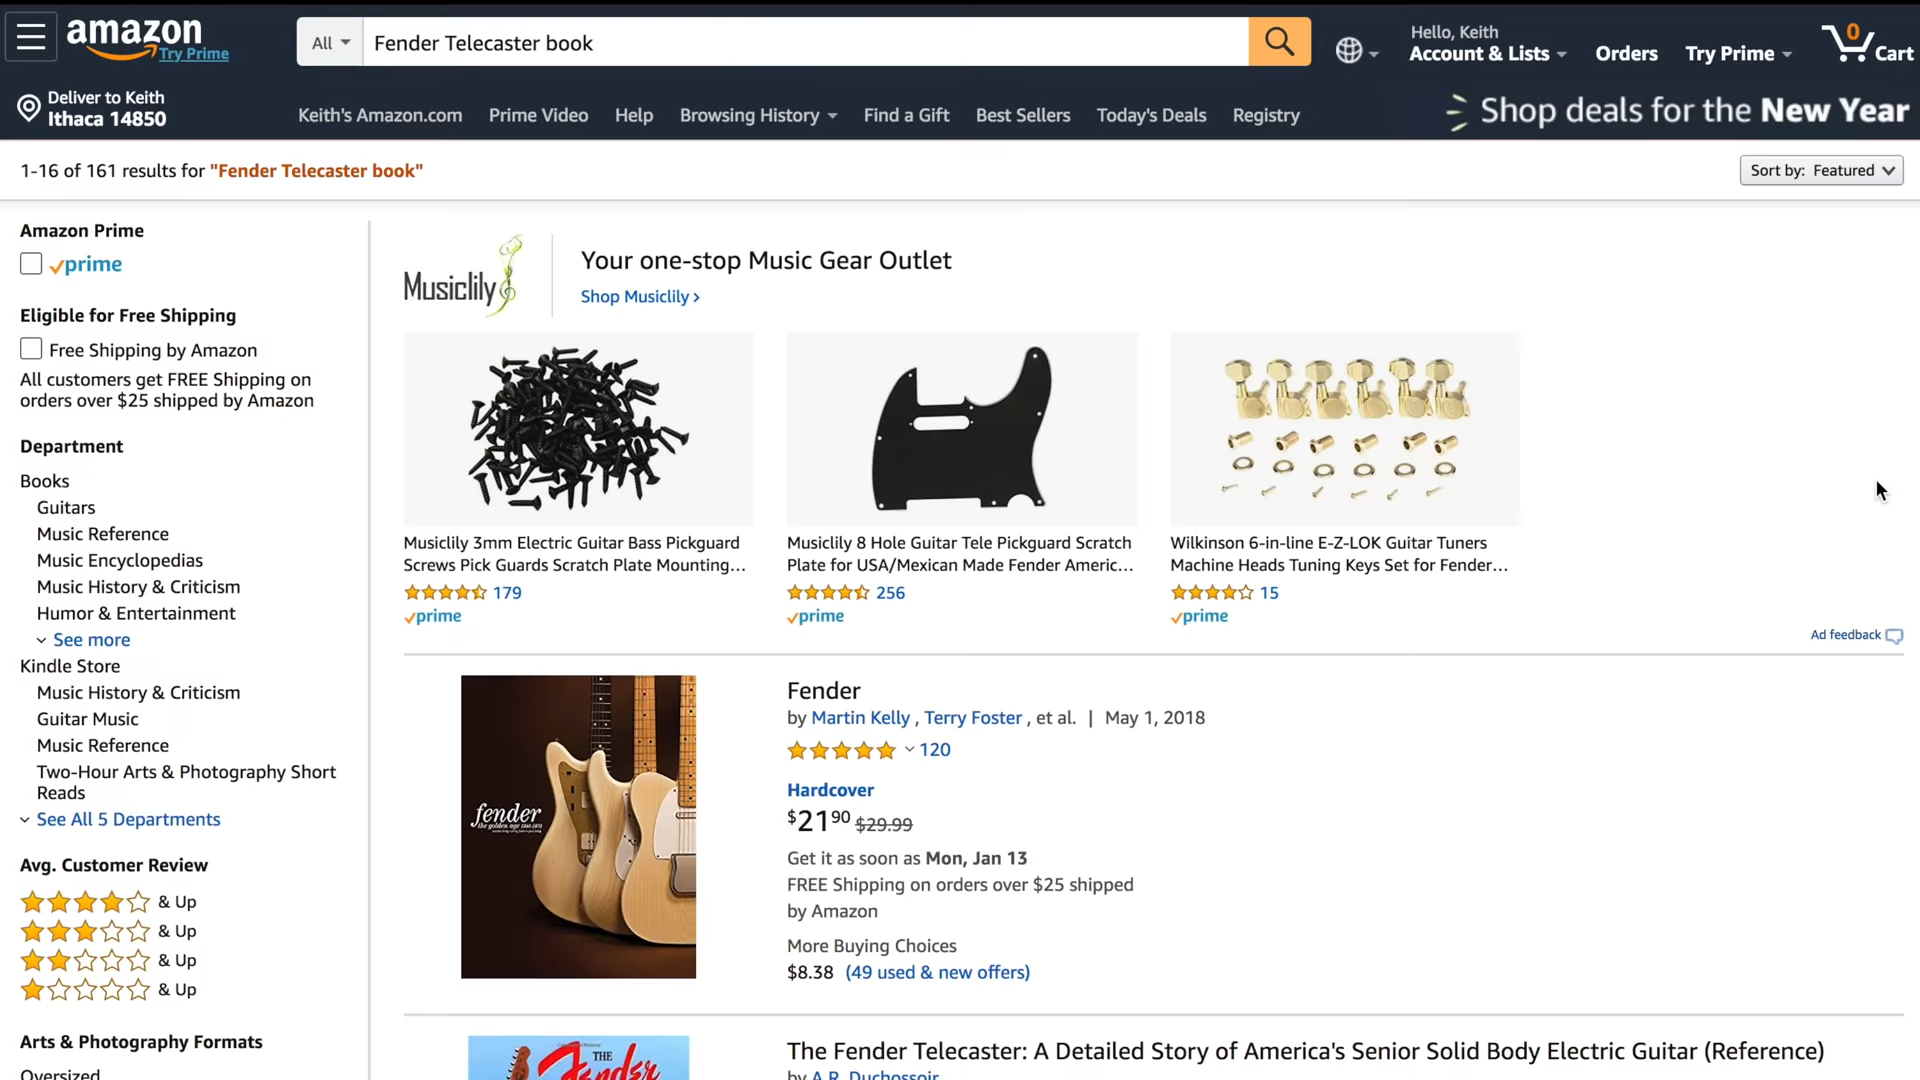 amazon
Try Prime
All
Fender Telecaster book
Hello, Keith
Account & Lists
Orders
Try Prime
0
Cart
Deliver to Keith
Ithaca 14850
Keith's Amazon.com
Prime Video
Help
Browsing History
Find a Gift
Best Sellers
Today's Deals
Registry
Shop deals for the New Year
1-16 of 161 results for "Fender Telecaster book"
Sort by: Featured
Amazon Prime
prime
Eligible for Free Shipping
Free Shipping by Amazon
All customers get FREE Shipping on
orders over $25 shipped by Amazon
Department
Books
Guitars
Music Reference
Music Encyclopedias
Music History & Criticism
Humor & Entertainment
See more
Kindle Store
Music History & Criticism
Guitar Music
Music Reference
Two-Hour Arts & Photography Short
Reads
See All 5 Departments
Avg. Customer Review
& Up
& Up
& Up
& Up
Arts & Photography Formats
Oversized
Musiclily
Your one-stop Music Gear Outlet
Shop Musiclily ›
Musiclily 3mm Electric Guitar Bass Pickguard
Screws Pick Guards Scratch Plate Mounting...
179
prime
Musiclily 8 Hole Guitar Tele Pickguard Scratch
Plate for USA/Mexican Made Fender Americ...
256
prime
Wilkinson 6-in-line E-Z-LOK Guitar Tuners
Machine Heads Tuning Keys Set for Fender...
15
prime
Ad feedback
fender
the golden age 1946-1970
Fender
by Martin Kelly , Terry Foster , et al. | May 1, 2018
120
Hardcover
$21 90 $29.99
Get it as soon as Mon, Jan 13
FREE Shipping on orders over $25 shipped
by Amazon
More Buying Choices
$8.38 (49 used & new offers)
THE
Fender
The Fender Telecaster: A Detailed Story of America's Senior Solid Body Electric Guitar (Reference)
by A.R. Duchossoir